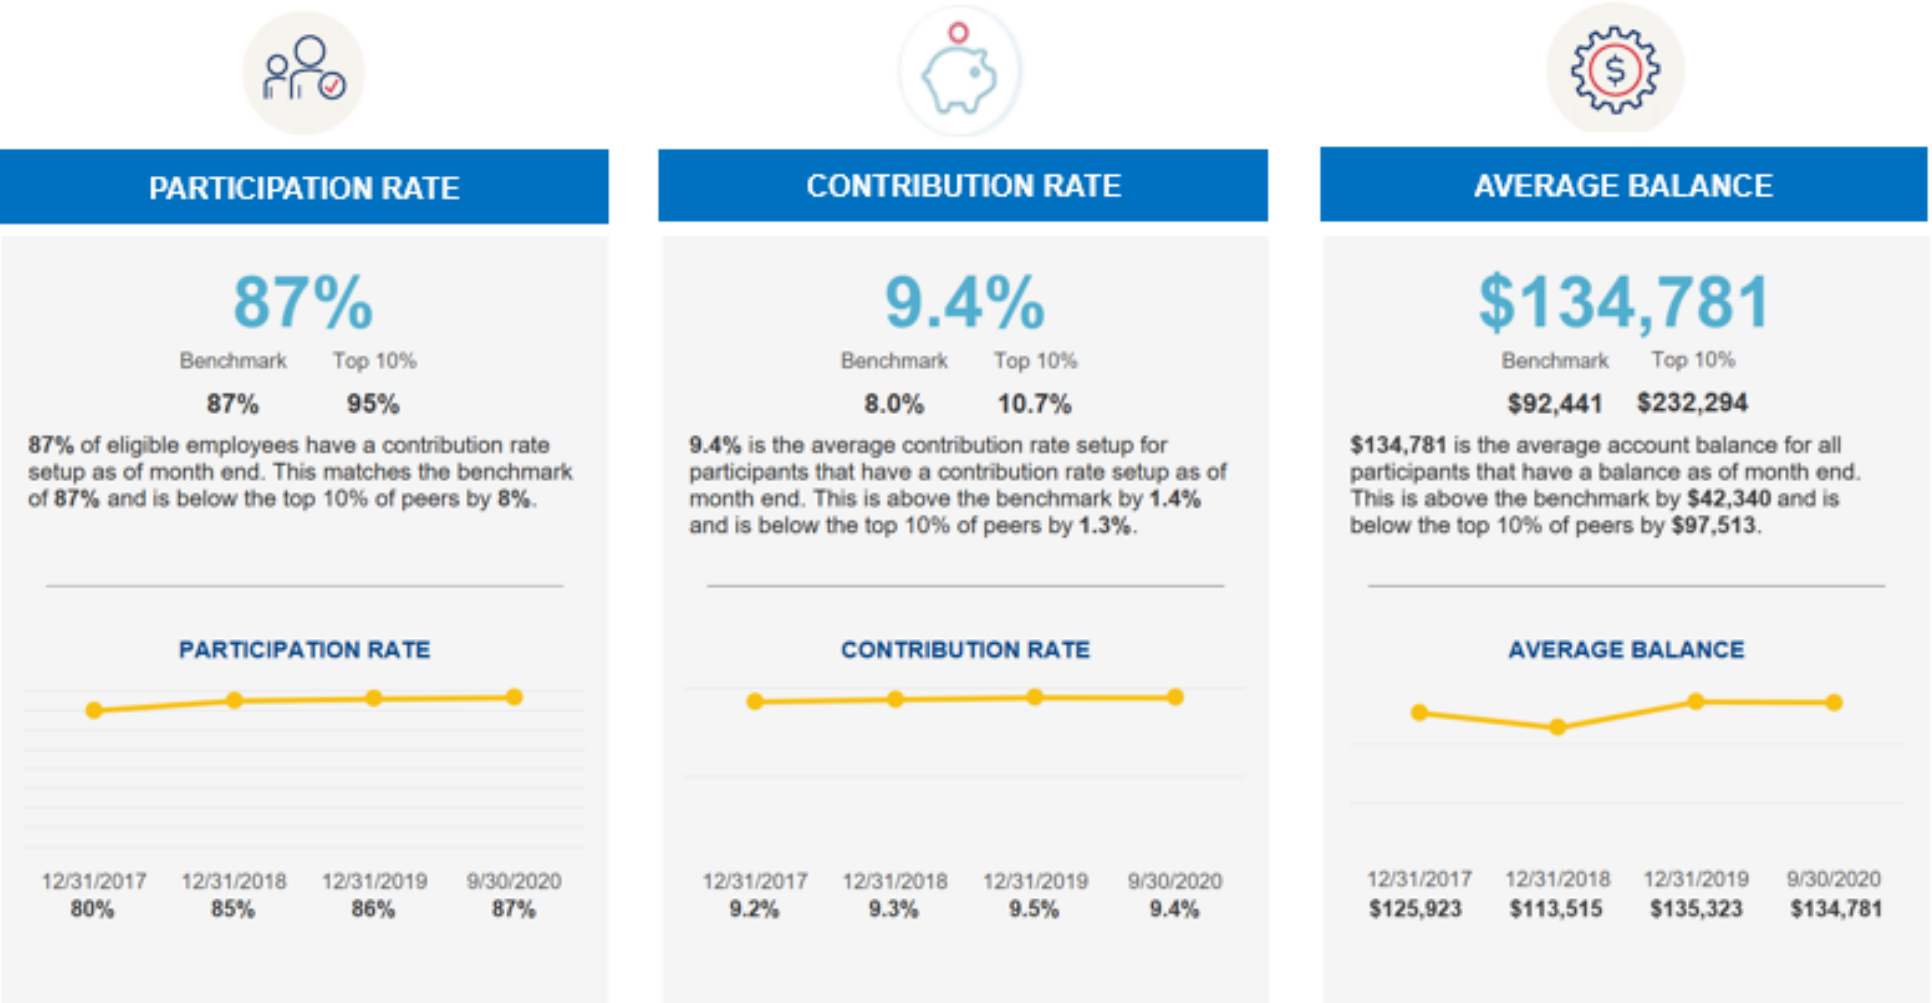 PARTICIPATION RATE
87%
Benchmark Top 10%
87% 95%
87% of eligible employees have a contribution rate
setup as of month end. This matches the benchmark
of 87% and is below the top 10% of peers by 8%.
PARTICIPATION RATE
12/31/2017 12/31/2018 12/31/2019 9/30/2020
80% 85% 86% 87%
CONTRIBUTION RATE
9.4%
Benchmark Top 10%
8.0% 10.7%
9.4% is the average contribution rate setup for
participants that have a contribution rate setup as of
month end. This is above the benchmark by 1.4%
and is below the top 10% of peers by 1.3%.
CONTRIBUTION RATE
12/31/2017 12/31/2018 12/31/2019 9/30/2020
9.2% 9.3% 9.5% 9.4%
$
AVERAGE BALANCE
$134,781
Benchmark Top 10%
$92,441 $232,294
$134,781 is the average account balance for all
participants that have a balance as of month end.
This is above the benchmark by $42,340 and is
below the top 10% of peers by $97,513.
AVERAGE BALANCE
12/31/2017 12/31/2018 12/31/2019 9/30/2020
$125,923 $113,515 $135,323 $134,781